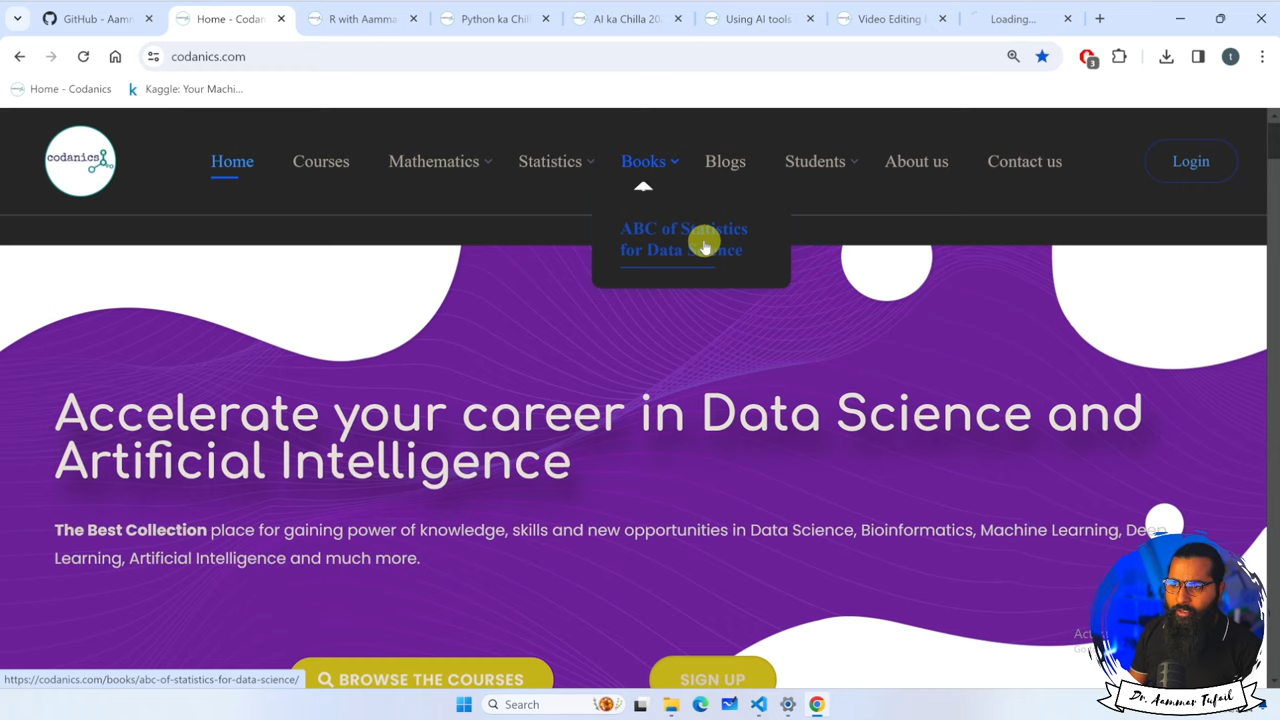 GitHub - Aamm
Home - Codan
R with Aamma
Python ka Chi
AI ka Chilla 20
Using AI tools
Video Editing
Loading...
codanics.com
3
t
Home - Codanics
Kaggle: Your Machi...
codanics
Home
Courses
Mathematics
Statistics
Books
Blogs
Students
About us
Contact us
Login
ABC of Statistics
for Data Science
Accelerate your career in Data Science and
Artificial Intelligence
The Best Collection place for gaining power of knowledge, skills and new opportunities in Data Science, Bioinformatics, Machine Learning, Deep
Learning, Artificial Intelligence and much more.
BROWSE THE COURSES
SIGN UP
https://codanics.com/books/abc-of-statistics-for-data-science/
Search
Dr. Aammar Tufail